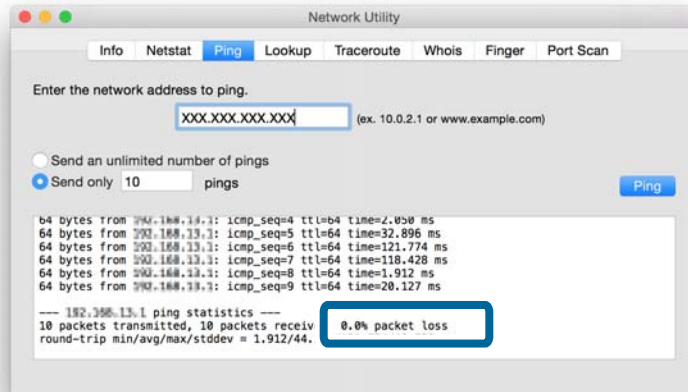 Network Utility
Info Netstat Ping Lookup Traceroute Whois Finger Port Scan
Enter the network address to ping.
XXX.XXX.XXX.XXX (ex. 10.0.2.1 or www.example.com)
Send an unlimited number of pings
Send only 10 pings
Ping
64 bytes from 192.168.13.1: icmp_seq=4 ttl=64 time=2.050 ms
64 bytes from 192.168.13.1: icmp_seq=5 ttl=64 time=32.896 ms
64 bytes from 192.168.13.1: icmp_seq=6 ttl=64 time=121.774 ms
64 bytes from 192.168.13.1: icmp_seq=7 ttl=64 time=118.428 ms
64 bytes from 192.168.13.1: icmp_seq=8 ttl=64 time=1.912 ms
64 bytes from 192.168.13.1: icmp_seq=9 ttl=64 time=20.127 ms
--- ping statistics ---
10 packets transmitted, 10 packets receiv 0.0% packet loss
round-trip min/avg/max/stddev = 1.912/44.